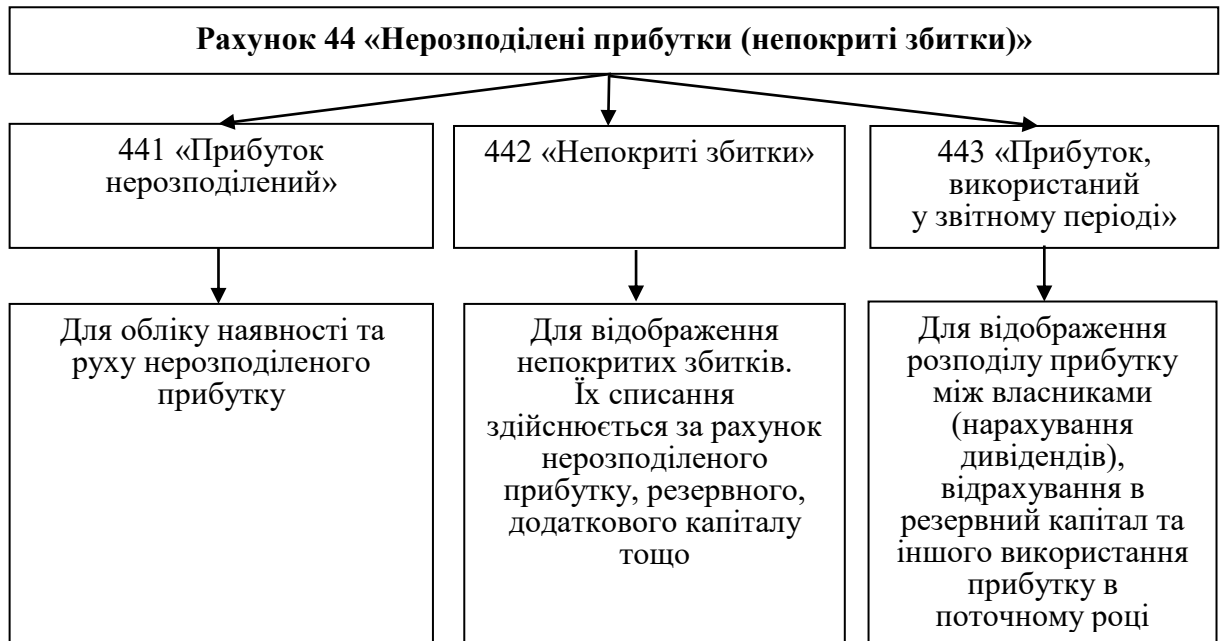 Рахунок 44 «Нерозподілені прибутки (непокриті збитки)»
441 «Прибуток
нерозподілений»
442 «Непокриті збитки»
443 «Прибуток,
використаний
у звітному періоді»
Для обліку наявності та
руху нерозподіленого
прибутку
Для відображення
непокритих збитків.
Їх списання
здійснюється за рахунок
нерозподіленого
прибутку, резервного,
додаткового капіталу
тощо
Для відображення
розподілу прибутку
між власниками
(нарахування
дивідендів),
відрахування в
резервний капітал та
іншого використання
прибутку в
поточному році